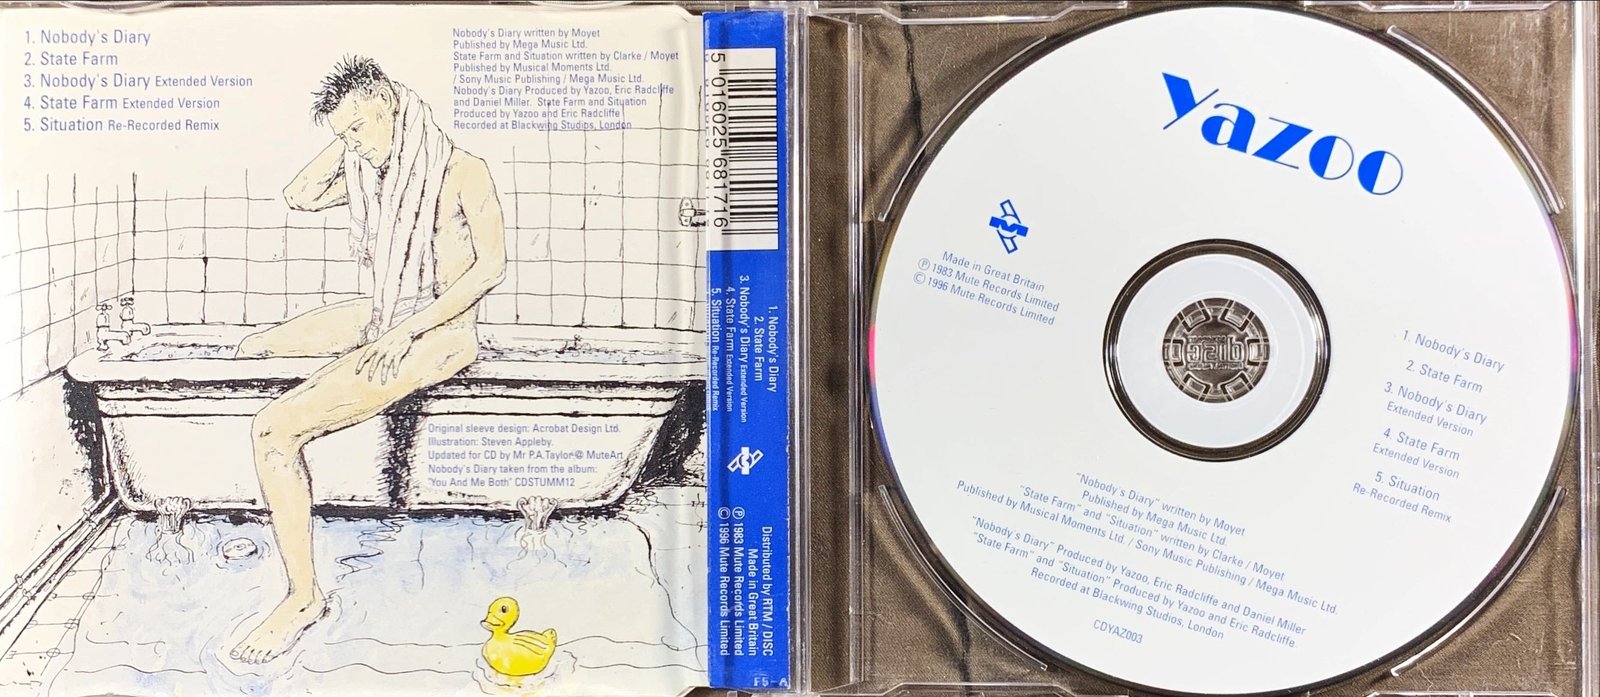 1. Nobody's Diary
2. State Farm
3. Nobody's Diary Extended Version
4. State Farm Extended Version
5. Situation Re-Recorded Remix
Nobody's Diary written by Moyet
Published by Mega Music Ltd.
State Farm and Situation written by Clarke / Moyet
Published by Musical Moments Ltd.
/ Sony Music Publishing / Mega Music Ltd.
Nobody's Diary Produced by Yazoo, Eric Radcliffe
and Daniel Miller. State Farm and Situation
Produced by Yazoo and Eric Radcliffe
Recorded at Blackwing Studios, London
Original sleeve design: Acrobat Design Ltd.
Illustration: Steven Appleby.
Updated for CD by Mr P.A.Taylor @ MuteArt
Nobody's Diary taken from the album:
"You And Me Both" CDSTUMM12
5 016025 681716
1. Nobody's Diary
2. State Farm
3. Nobody's Diary Extended Version
4. State Farm Extended Version
5. Situation Re-Recorded Remix
Distributed by RTM / DISC
Made in Great Britain
℗ 1983 Mute Records Limited
© 1996 Mute Records Limited
yazoo
Made in Great Britain
℗ 1983 Mute Records Limited
© 1996 Mute Records Limited
1. Nobody's Diary
2. State Farm
3. Nobody's Diary
Extended Version
4. State Farm
Extended Version
5. Situation
Re-Recorded Remix
"Nobody's Diary" written by Moyet
Published by Mega Music Ltd.
"State Farm" and "Situation" written by Clarke / Moyet
Published by Musical Moments Ltd. / Sony Music Publishing / Mega Music Ltd.
"Nobody's Diary" Produced by Yazoo, Eric Radcliffe and Daniel Miller
"State Farm" and "Situation" Produced by Yazoo and Eric Radcliffe.
Recorded at Blackwing Studios, London
CDYAZ003